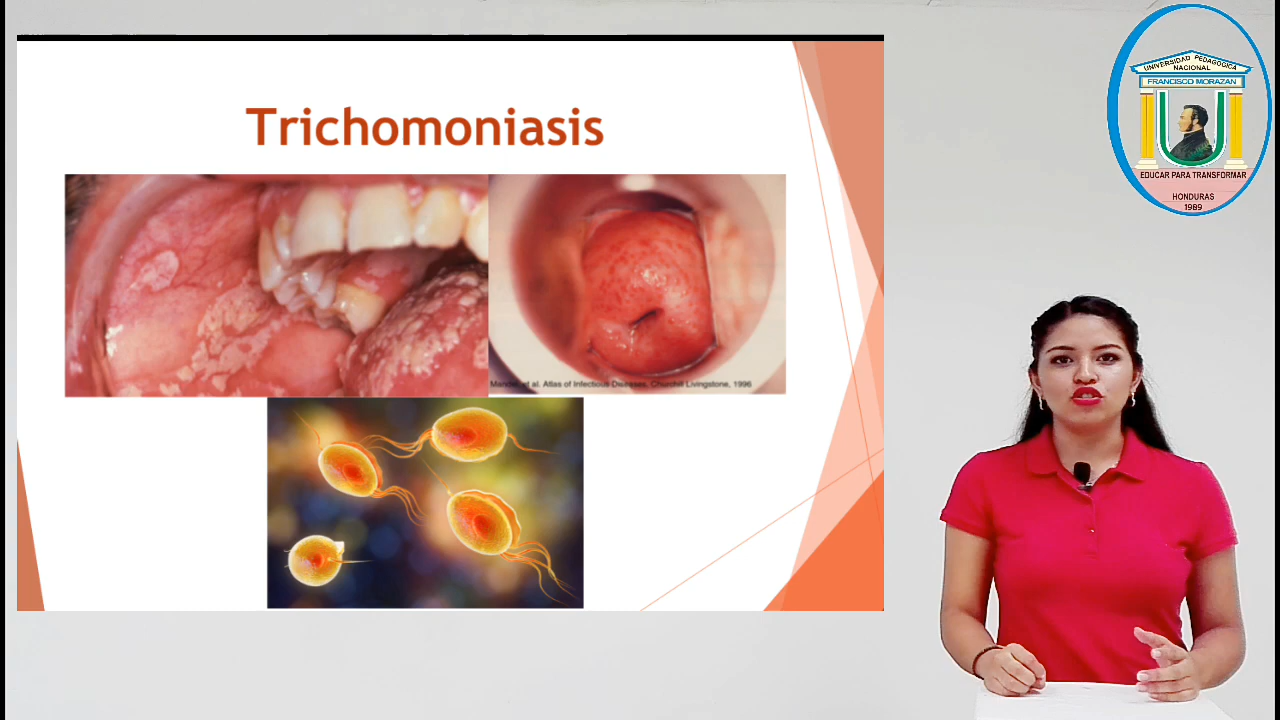 Trichomoniasis
Mandell et al. Atlas of Infectious Diseases, Churchill Livingstone, 1996
UNIVERSIDAD PEDAGOGICA
NACIONAL
FRANCISCO MORAZAN
EDUCAR PARA TRANSFORMAR
HONDURAS
1989